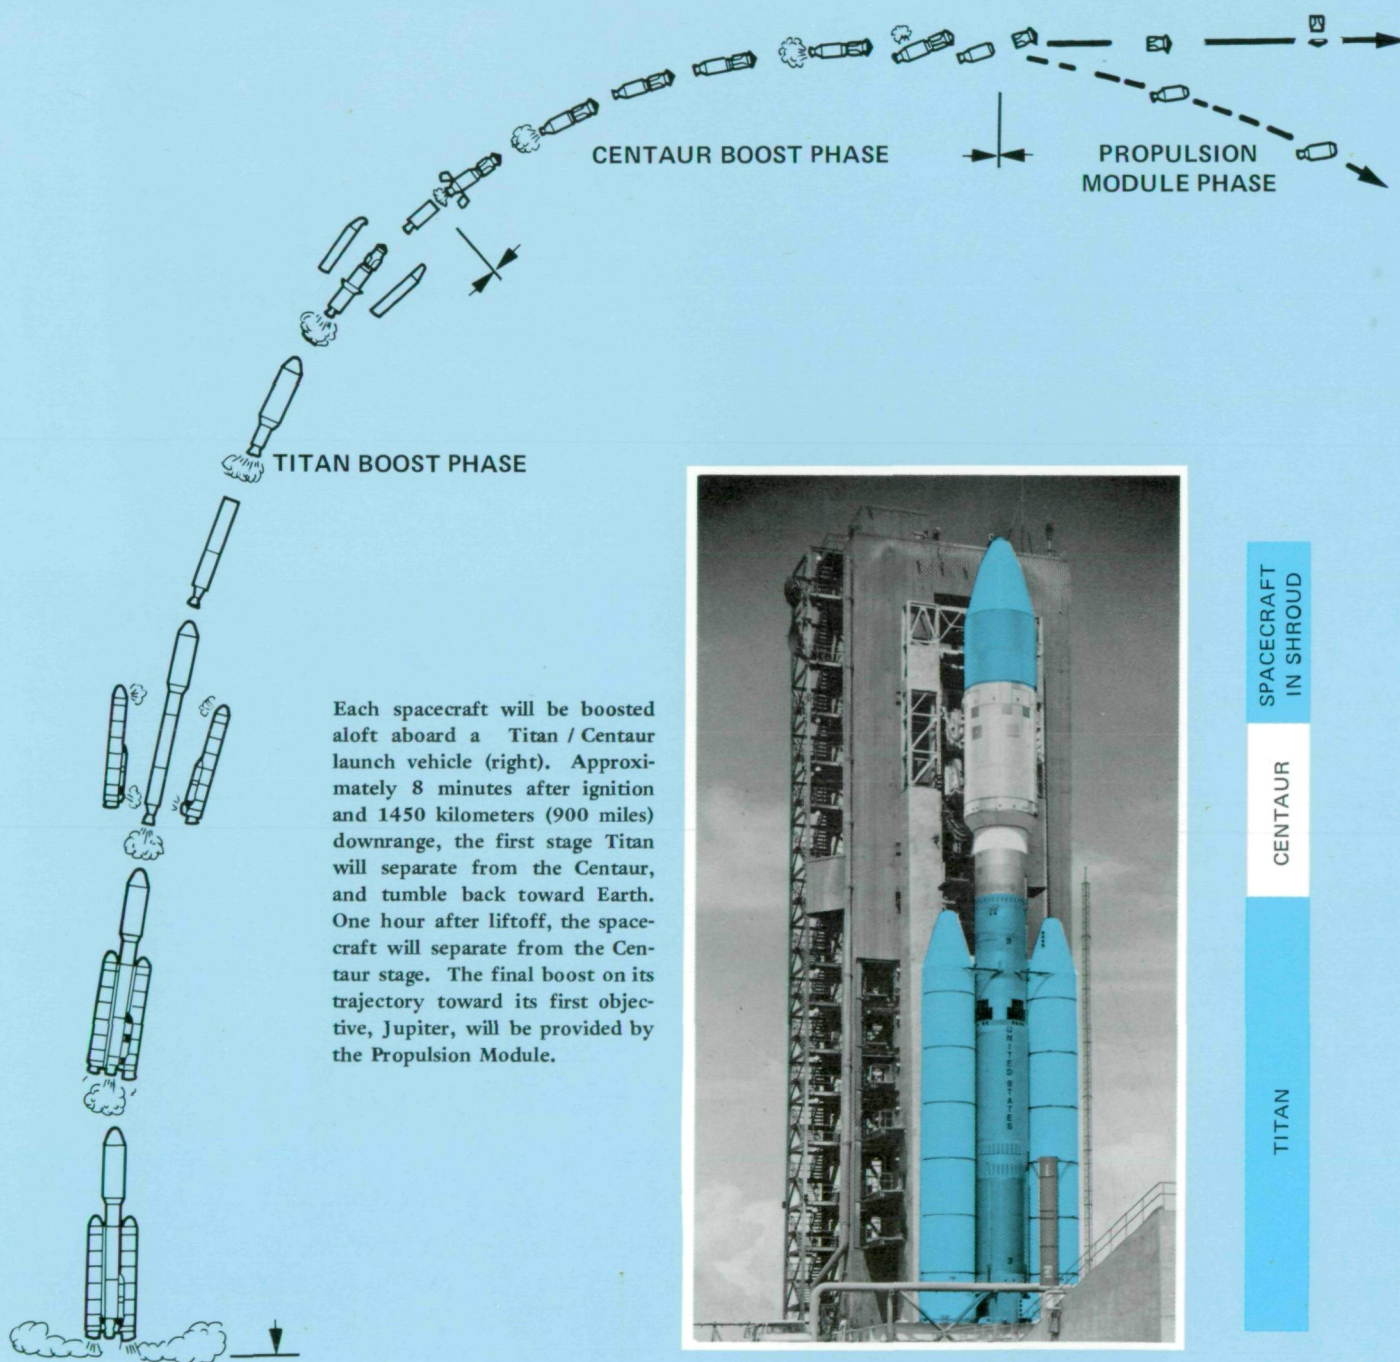 CENTAUR BOOST PHASE
PROPULSION
MODULE PHASE
TITAN BOOST PHASE
Each spacecraft will be boosted
aloft aboard a Titan / Centaur
launch vehicle (right). Approxi-
mately 8 minutes after ignition
and 1450 kilometers (900 miles)
downrange, the first stage Titan
will separate from the Centaur,
and tumble back toward Earth.
One hour after liftoff, the space-
craft will separate from the Cen-
taur stage. The final boost on its
trajectory toward its first objec-
tive, Jupiter, will be provided by
the Propulsion Module.
UNITED STATES
SPACECRAFT
IN SHROUD
CENTAUR
TITAN